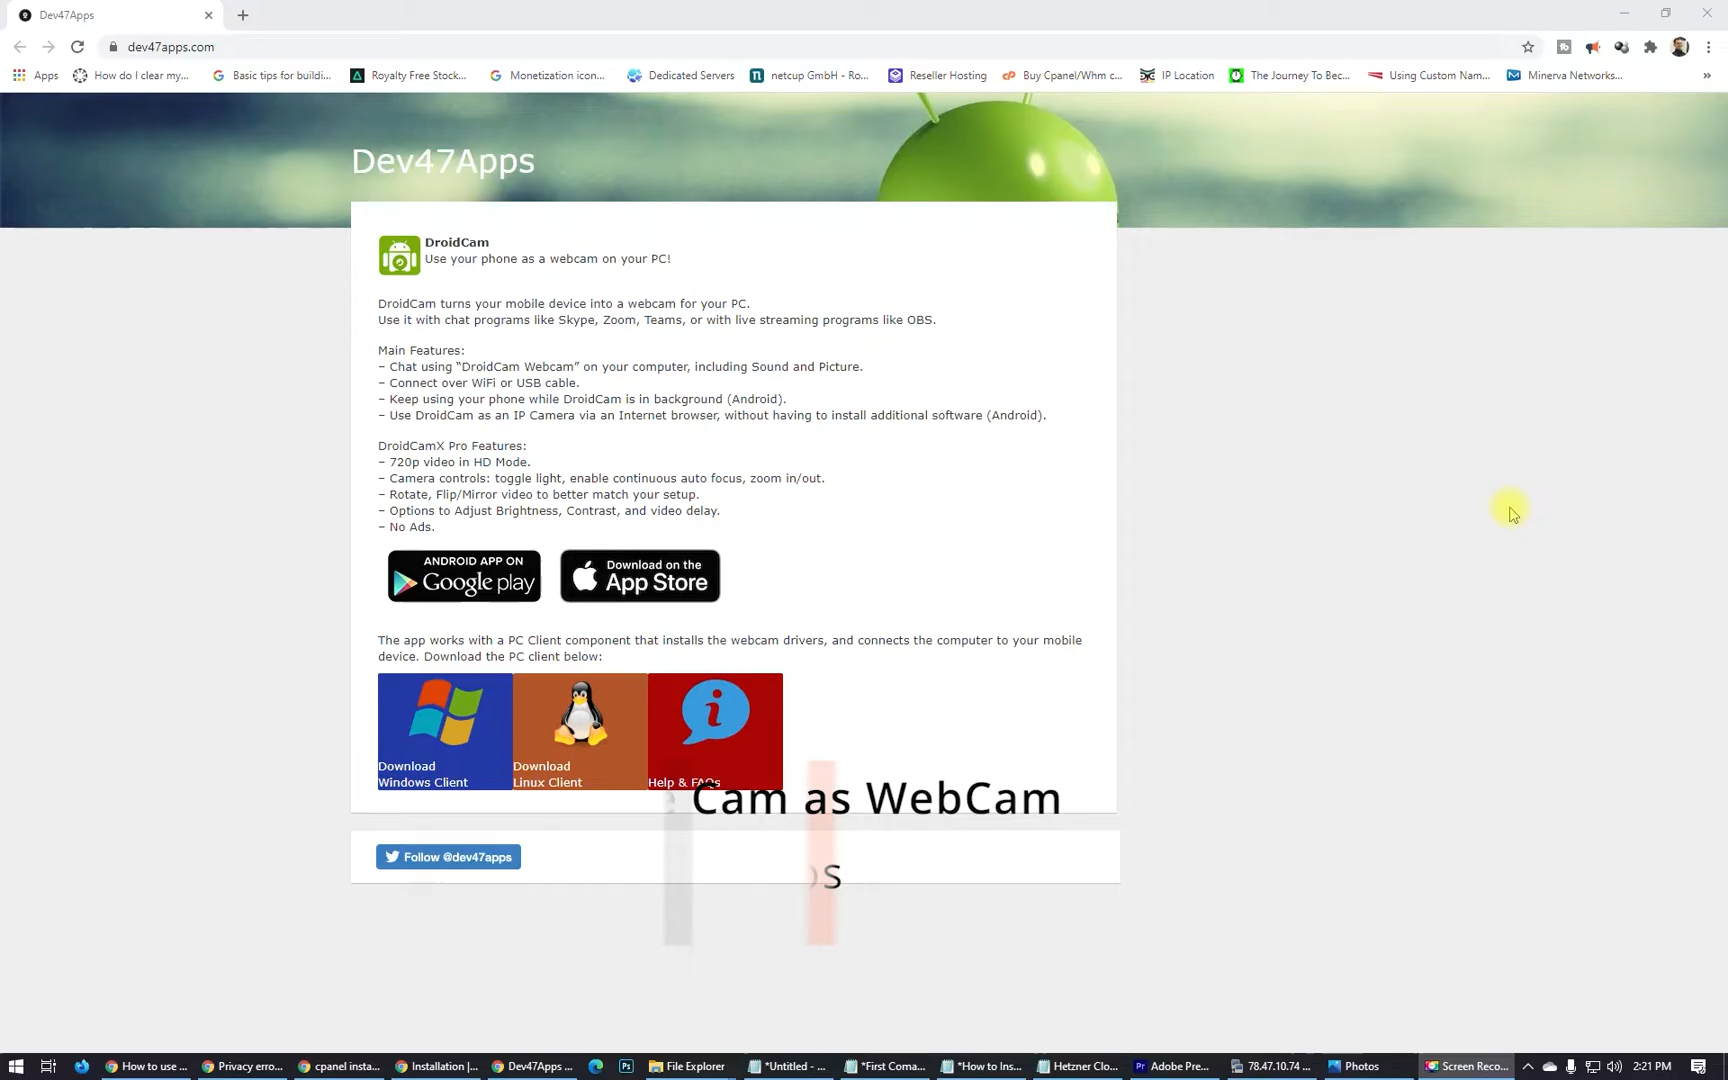 Dev47Apps
dev47apps.com
Apps
How do I clear my...
Basic tips for buildi...
Royalty Free Stock...
Monetization icon...
Dedicated Servers
netcup GmbH - Ro...
Reseller Hosting
Buy Cpanel/Whm c...
IP Location
The Journey To Bec...
Using Custom Nam...
Minerva Networks...
»
Dev47Apps
DroidCam
Use your phone as a webcam on your PC!
DroidCam turns your mobile device into a webcam for your PC.
Use it with chat programs like Skype, Zoom, Teams, or with live streaming programs like OBS.
Main Features:
– Chat using “DroidCam Webcam” on your computer, including Sound and Picture.
– Connect over WiFi or USB cable.
– Keep using your phone while DroidCam is in background (Android).
– Use DroidCam as an IP Camera via an Internet browser, without having to install additional software (Android).
DroidCamX Pro Features:
– 720p video in HD Mode.
– Camera controls: toggle light, enable continuous auto focus, zoom in/out.
– Rotate, Flip/Mirror video to better match your setup.
– Options to Adjust Brightness, Contrast, and video delay.
– No Ads.
ANDROID APP ON
Google play
Download on the
App Store
The app works with a PC Client component that installs the webcam drivers, and connects the computer to your mobile
device. Download the PC client below:
Download
Windows Client
Download
Linux Client
Help & FAQs
Cam as WebCam
Follow @dev47apps
How to use ...
Privacy erro...
cpanel insta...
Installation |...
Dev47Apps ...
Ps
File Explorer
*Untitled - ...
*First Coma...
*How to Ins...
Hetzner Clo...
Pr
Adobe Pre...
78.47.10.74 ...
Photos
Screen Reco...
2:21 PM